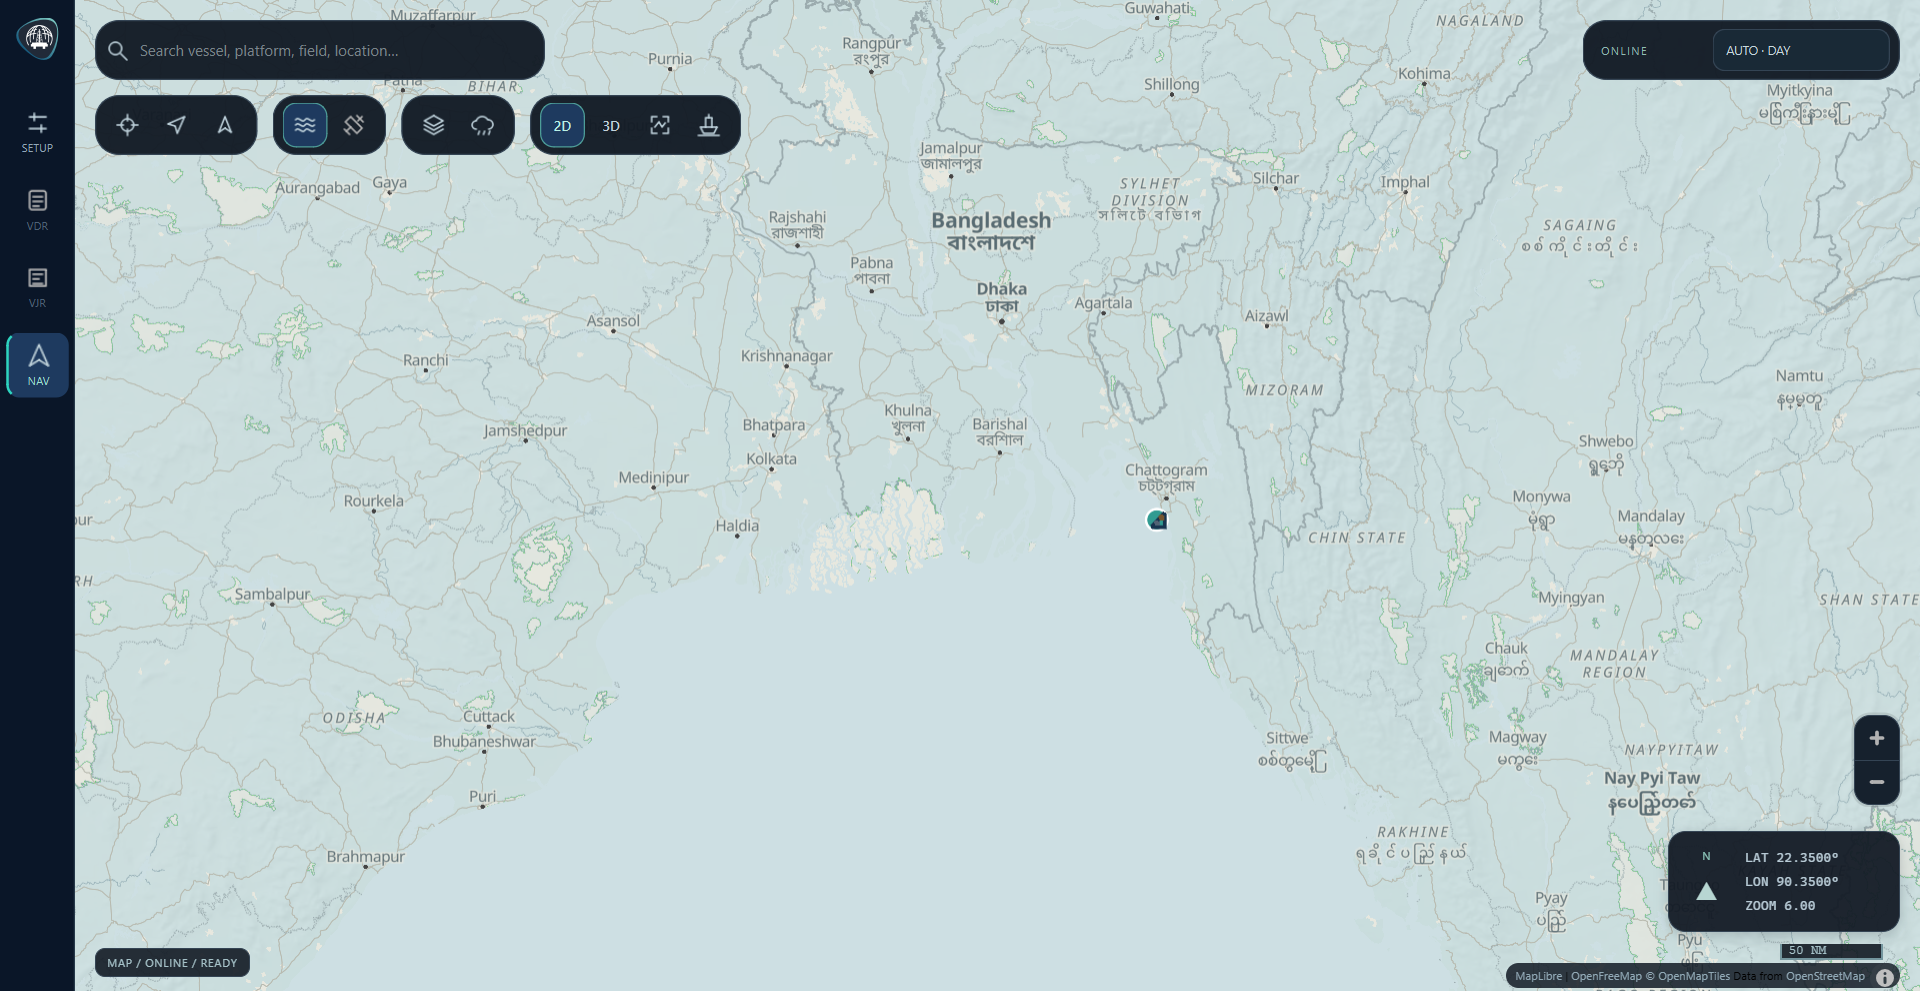 Search vessel, platform, field, location...
ONLINE
AUTO · DAY
SETUP
VDR
VJR
NAV
2D
3D
Muzaffarpur
Guwahati
NAGALAND
Rangpur
রংপুর
Purnia
Patna
BIHAR
Shillong
Kohima
Myitkyina
Jamalpur
জামালপুর
SYLHET
DIVISION
Silchar
Imphal
Aurangabad
Gaya
Rajshahi
রাজশাহী
Bangladesh
বাংলাদেশ
SAGAING
Pabna
পাবনা
Dhaka
ঢাকা
Agartala
Aizawl
Asansol
Ranchi
Krishnanagar
MIZORAM
Namtu
Jamshedpur
Bhatpara
Khulna
খুলনা
Barishal
বরিশাল
Shwebo
Kolkata
Medinipur
Chattogram
চট্টগ্রাম
Rourkela
Monywa
Mandalay
Haldia
CHIN STATE
Sambalpur
Myingyan
SHAN STATE
Chauk
MANDALAY
REGION
ODISHA
Cuttack
Bhubaneshwar
Sittwe
Magway
NAYPYITAW
Nay Pyi Taw
Puri
RAKHINE
Brahmapur
Pyay
Pyu
N
LAT 22.3500°
LON 90.3500°
ZOOM 6.00
50 NM
MAP / ONLINE / READY
MapLibre | OpenFreeMap © OpenMapTiles Data from OpenStreetMap